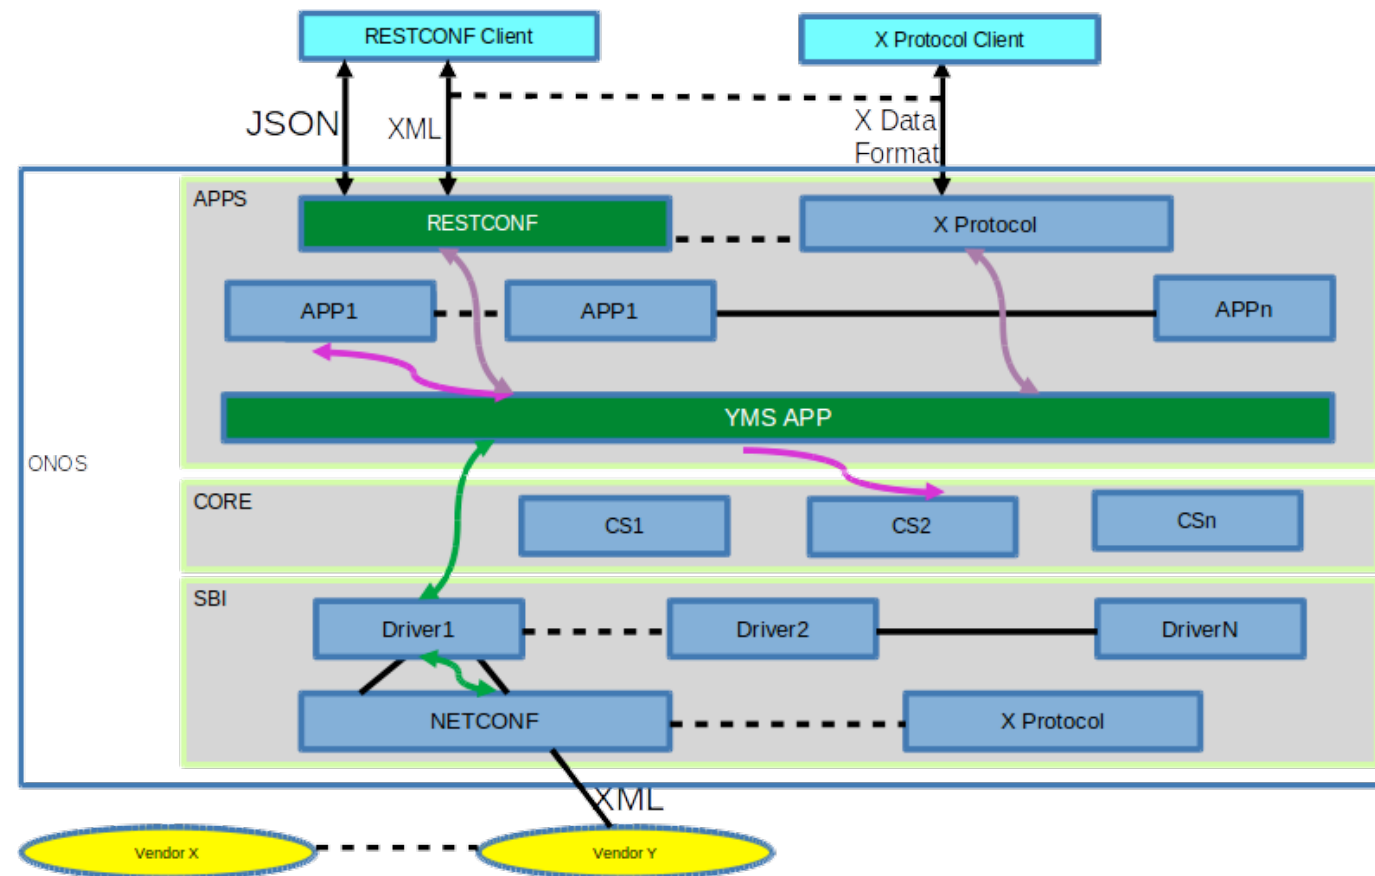 RESTCONF Client
X Protocol Client
JSON
XML
X Data
Format
APPS
RESTCONF
X Protocol
APP1
APP1
APPn
YMS APP
ONOS
CORE
CS1
CS2
CSn
SBI
Driver1
Driver2
DriverN
NETCONF
X Protocol
XML
Vendor X
Vendor Y